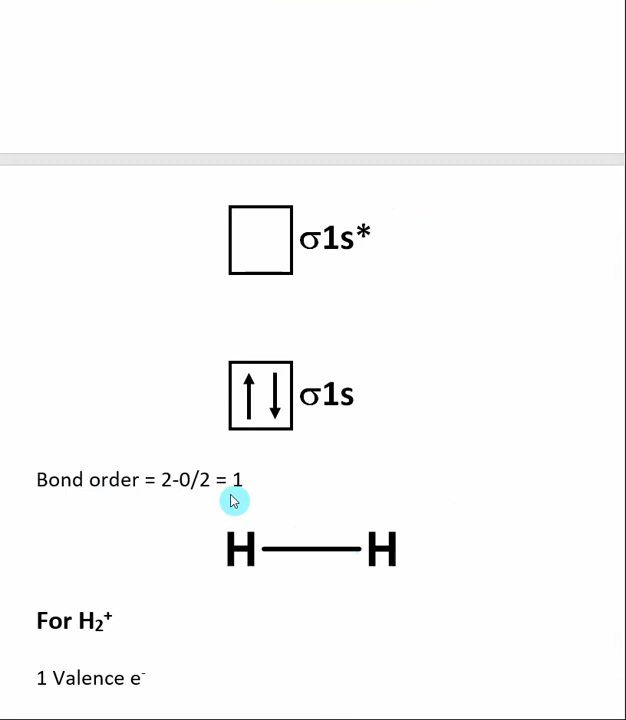 σ1s*
σ1s
Bond order = 2-0/2 = 1
H H
For H₂⁺
1 Valence e⁻